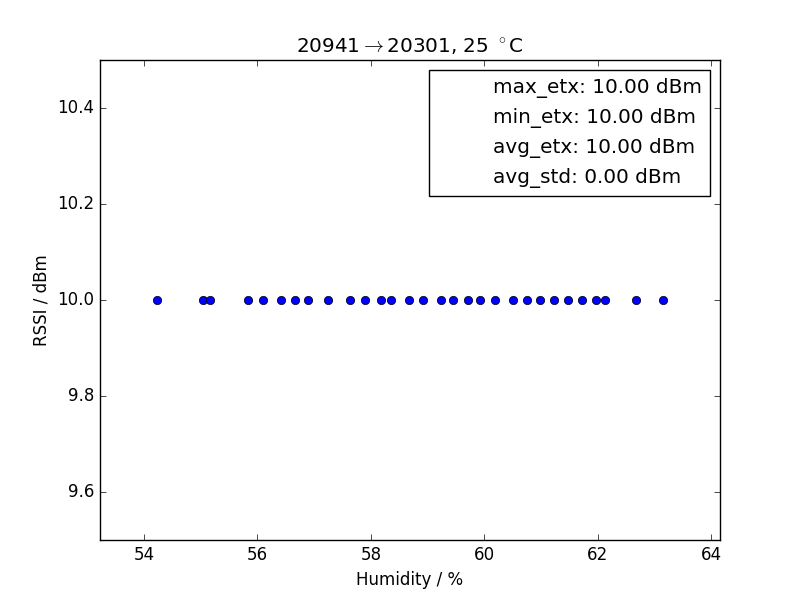 20941→20301, 25 °C
max_etx: 10.00 dBm
min_etx: 10.00 dBm
avg_etx: 10.00 dBm
avg_std: 0.00 dBm
RSSI / dBm
10.4
10.2
10.0
9.8
9.6
54 56 58 60 62 64
Humidity / %